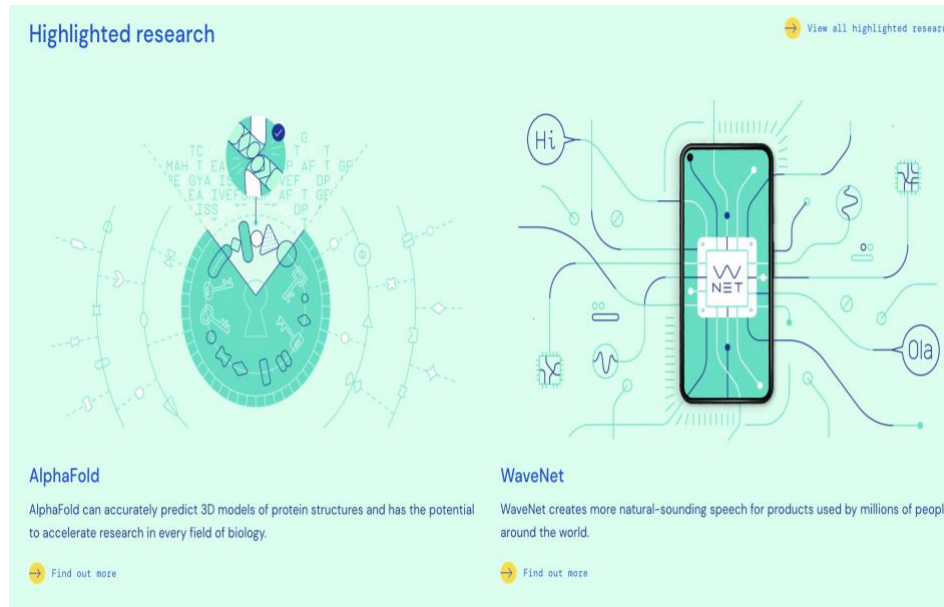 Highlighted research
View all highlighted resear
Hi
W
NET
Ola
AlphaFold
AlphaFold can accurately predict 3D models of protein structures and has the potential
to accelerate research in every field of biology.
Find out more
WaveNet
WaveNet creates more natural-sounding speech for products used by millions of peopl
around the world.
Find out more